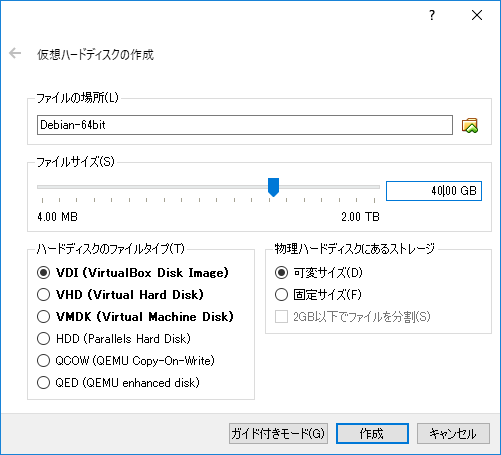 仮想ハードディスクの作成
ファイルの場所(L)
Debian-64bit
ファイルサイズ(S)
40.00 GB
4.00 MB 2.00 TB
ハードディスクのファイルタイプ(T)
VDI (VirtualBox Disk Image)
VHD (Virtual Hard Disk)
VMDK (Virtual Machine Disk)
HDD (Parallels Hard Disk)
QCOW (QEMU Copy-On-Write)
QED (QEMU enhanced disk)
物理ハードディスクにあるストレージ
可変サイズ(D)
固定サイズ(F)
2GB以下でファイルを分割(S)
ガイド付きモード(G) 作成 キャンセル